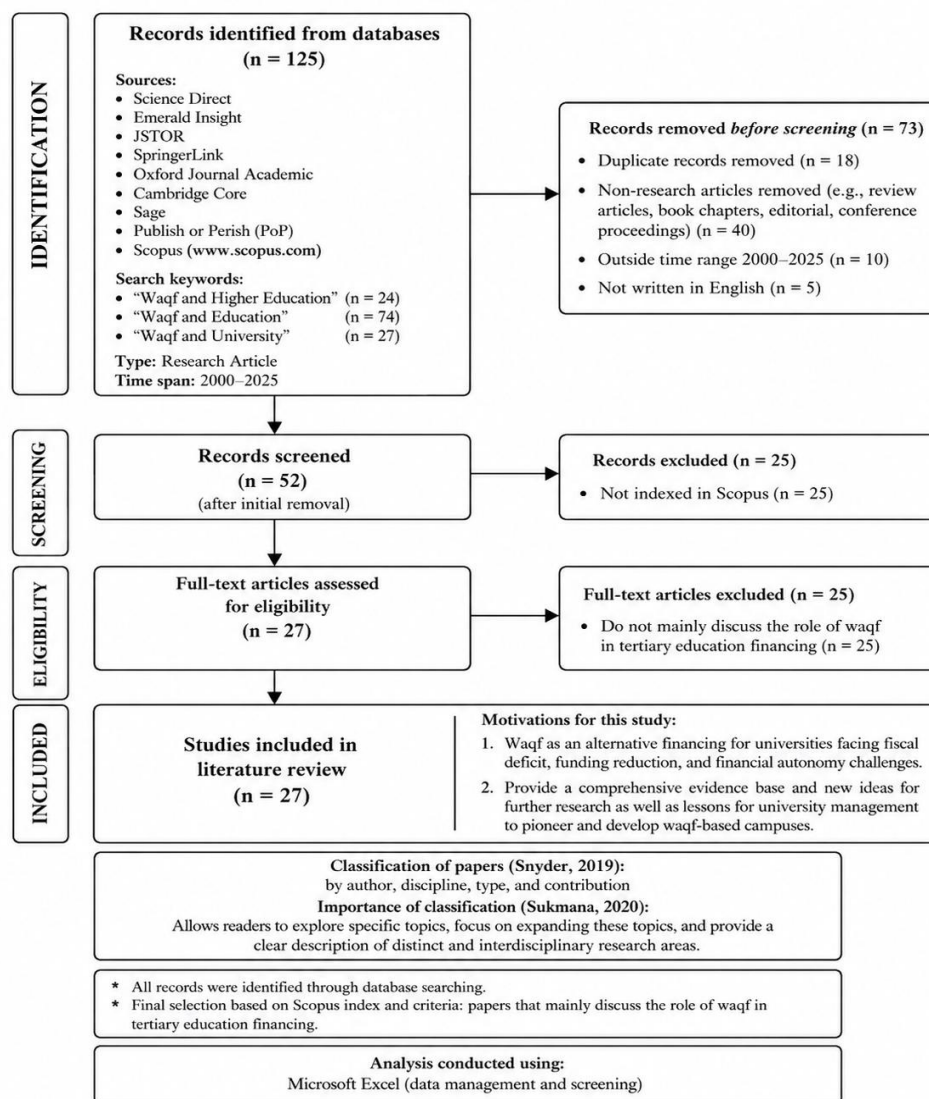 IDENTIFICATION
Records identified from databases
(n = 125)
Sources:
• Science Direct
• Emerald Insight
• JSTOR
• SpringerLink
• Oxford Journal Academic
• Cambridge Core
• Sage
• Publish or Perish (PoP)
• Scopus (www.scopus.com)
Search keywords:
• “Waqf and Higher Education” (n = 24)
• “Waqf and Education” (n = 74)
• “Waqf and University” (n = 27)
Type: Research Article
Time span: 2000–2025
Records removed before screening (n = 73)
• Duplicate records removed (n = 18)
• Non-research articles removed (e.g., review
articles, book chapters, editorial, conference
proceedings) (n = 40)
• Outside time range 2000–2025 (n = 10)
• Not written in English (n = 5)
SCREENING
Records screened
(n = 52)
(after initial removal)
Records excluded (n = 25)
• Not indexed in Scopus (n = 25)
ELIGIBILITY
Full-text articles assessed
for eligibility
(n = 27)
Full-text articles excluded (n = 25)
• Do not mainly discuss the role of waqf
in tertiary education financing (n = 25)
INCLUDED
Studies included in
literature review
(n = 27)
Motivations for this study:
1. Waqf as an alternative financing for universities facing fiscal
deficit, funding reduction, and financial autonomy challenges.
2. Provide a comprehensive evidence base and new ideas for
further research as well as lessons for university management
to pioneer and develop waqf-based campuses.
Classification of papers (Snyder, 2019):
by author, discipline, type, and contribution
Importance of classification (Sukmana, 2020):
Allows readers to explore specific topics, focus on expanding these topics, and provide a
clear description of distinct and interdisciplinary research areas.
* All records were identified through database searching.
* Final selection based on Scopus index and criteria: papers that mainly discuss the role of waqf in
tertiary education financing.
Analysis conducted using:
Microsoft Excel (data management and screening)